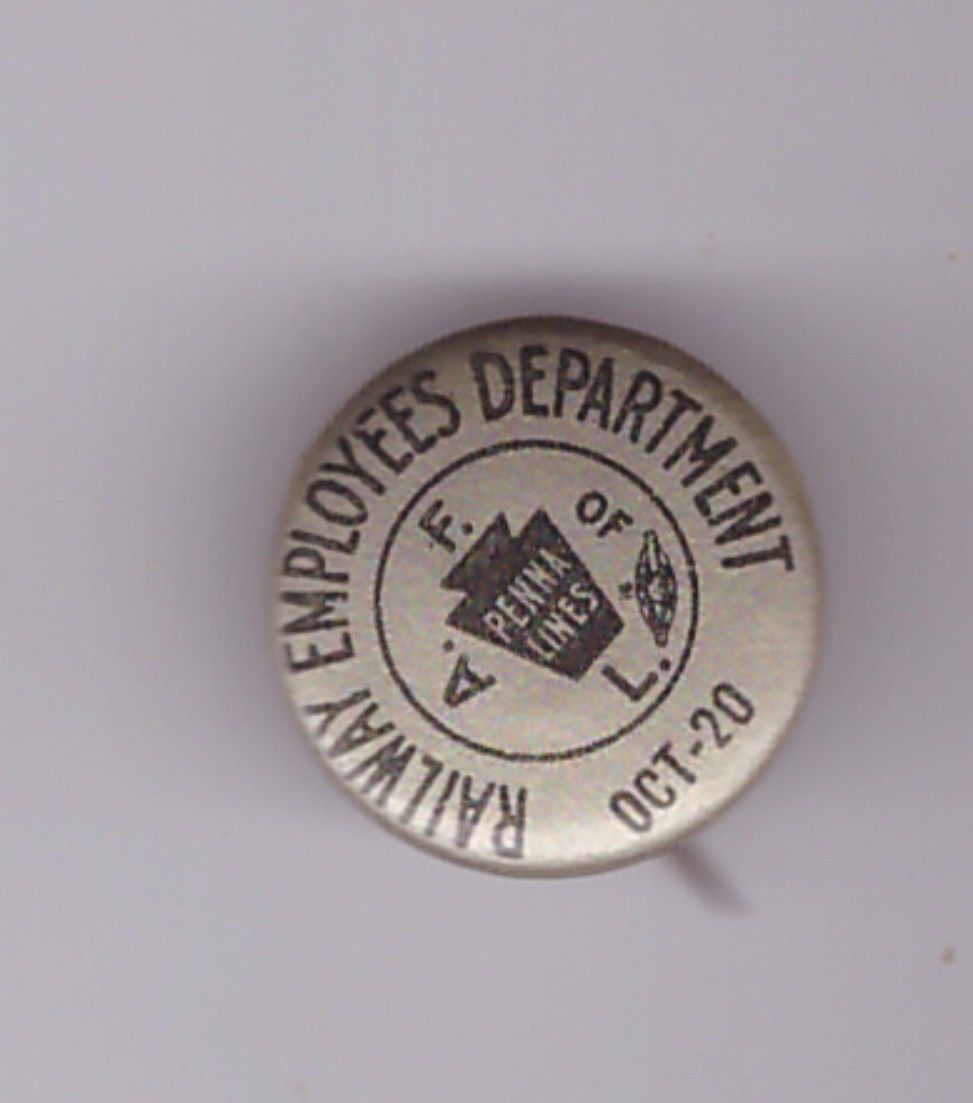 RAILWAY EMPLOYEES DEPARTMENT
A. F. OF L.
PENNA
LINES
OCT-20